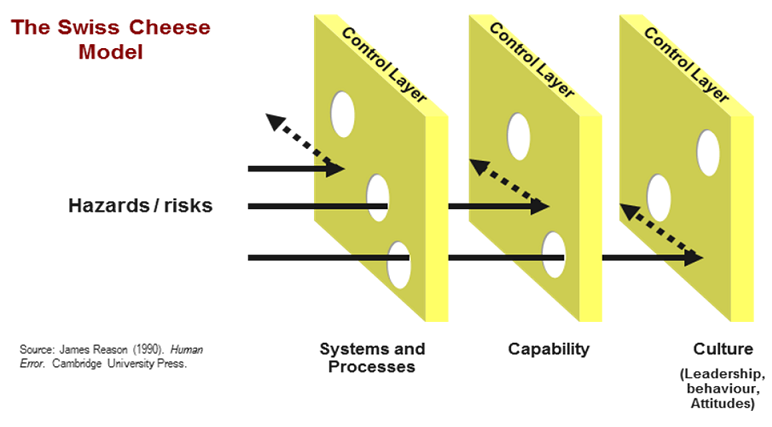 The Swiss Cheese
Model
Control Layer
Control Layer
Control Layer
Hazards / risks
Source: James Reason (1990). Human
Error. Cambridge University Press.
Systems and
Processes
Capability
Culture
(Leadership,
behaviour,
Attitudes)